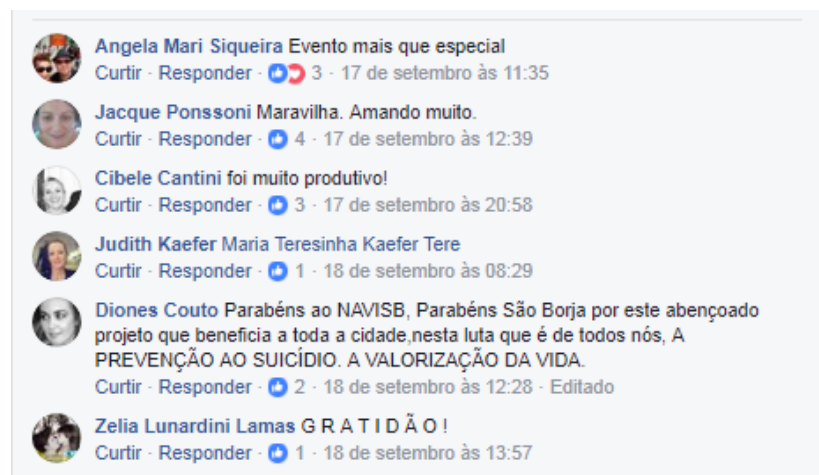 Angela Mari Siqueira Evento mais que especial
Curtir · Responder · 3 · 17 de setembro às 11:35
Jacque Ponssoni Maravilha. Amando muito.
Curtir · Responder · 4 · 17 de setembro às 12:39
Cibele Cantini foi muito produtivo!
Curtir · Responder · 3 · 17 de setembro às 20:58
Judith Kaefer Maria Teresinha Kaefer Tere
Curtir · Responder · 1 · 18 de setembro às 08:29
Diones Couto Parabéns ao NAVISB, Parabéns São Borja por este abençoado
projeto que beneficia a toda a cidade,nesta luta que é de todos nós, A
PREVENÇÃO AO SUICÍDIO. A VALORIZAÇÃO DA VIDA.
Curtir · Responder · 2 · 18 de setembro às 12:28 · Editado
Zelia Lunardini Lamas G R A T I D Ã O !
Curtir · Responder · 1 · 18 de setembro às 13:57